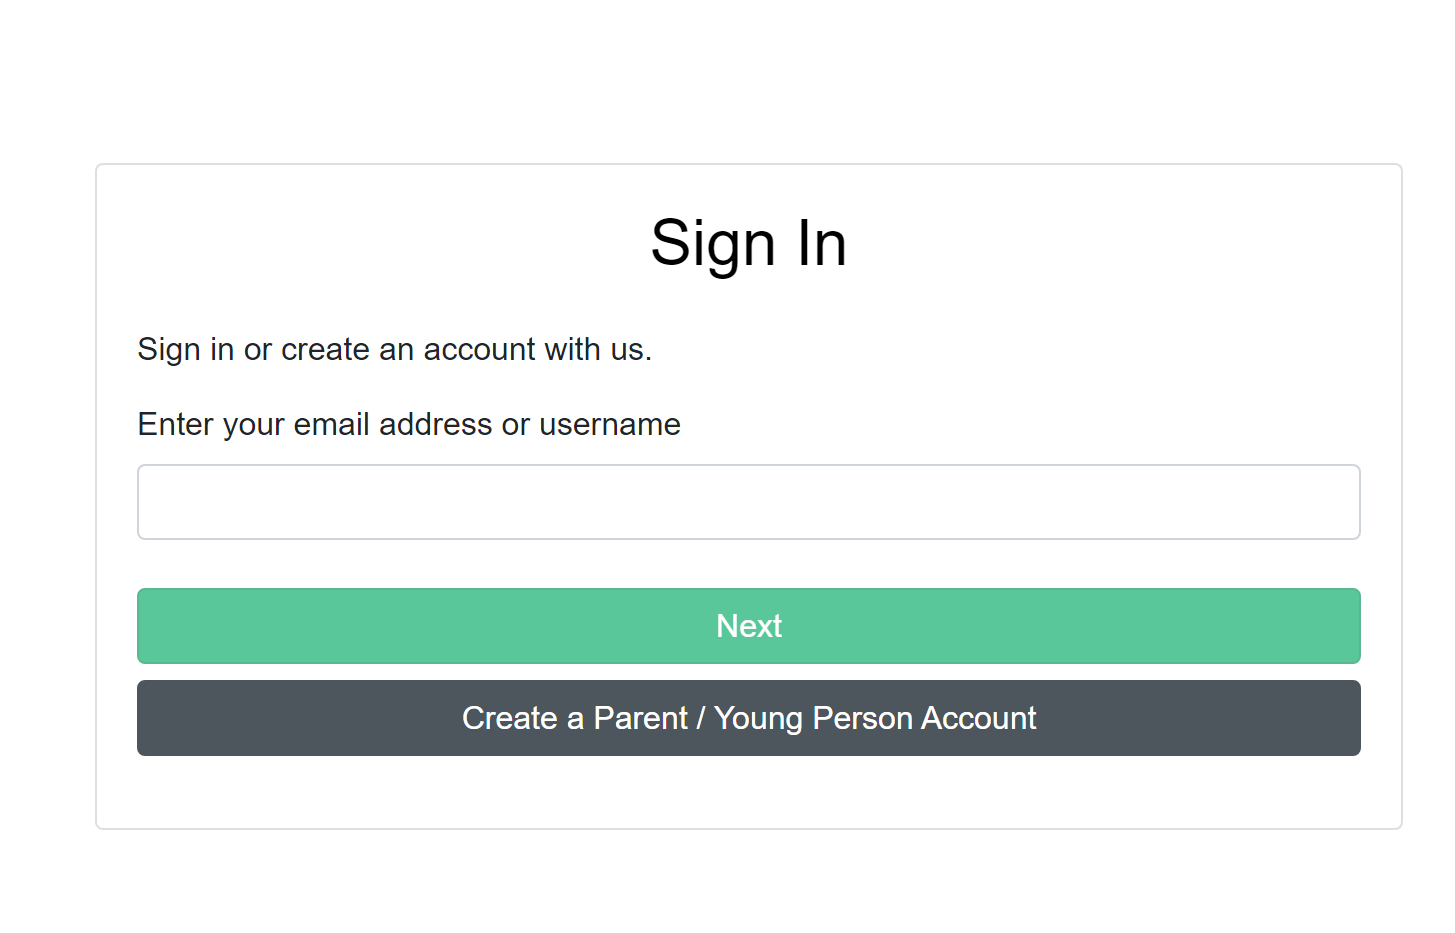 Sign In
Sign in or create an account with us.
Enter your email address or username
Next
Create a Parent / Young Person Account